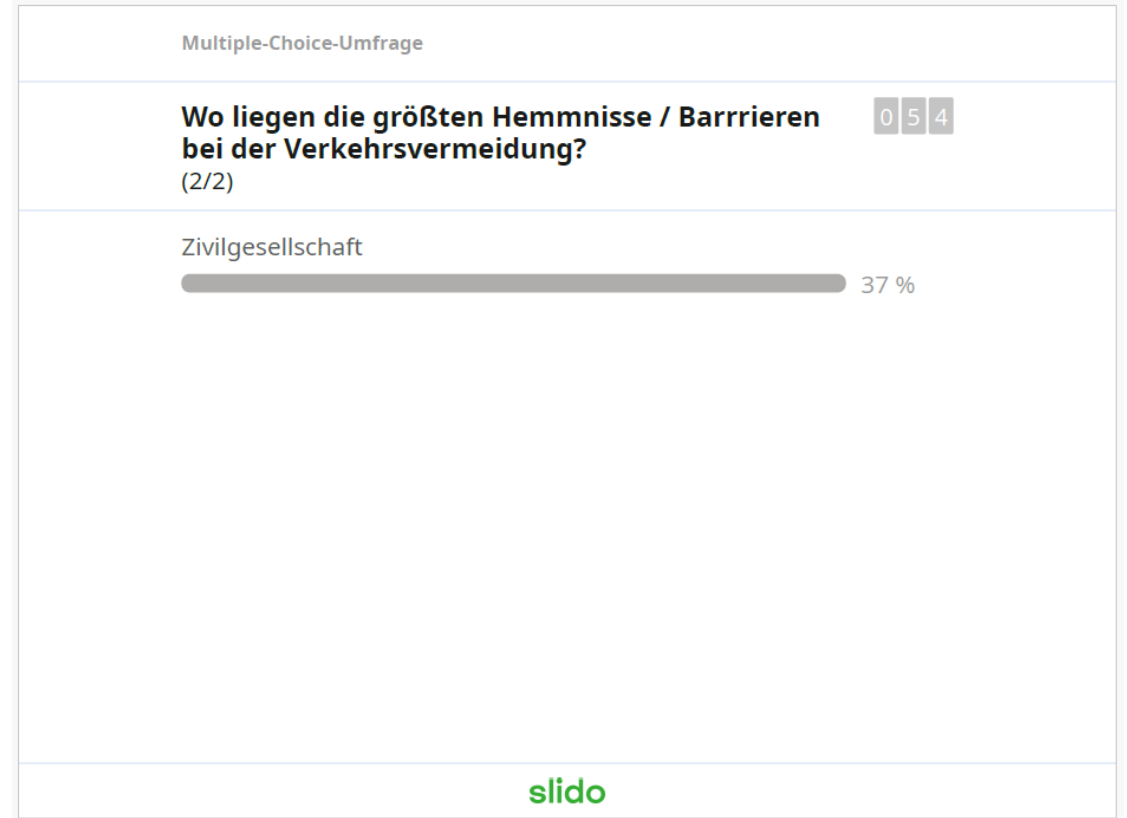 Multiple-Choice-Umfrage
Wo liegen die größten Hemmnisse / Barrrieren
bei der Verkehrsvermeidung?
(2/2)
0 5 4
Zivilgesellschaft
37 %
slido